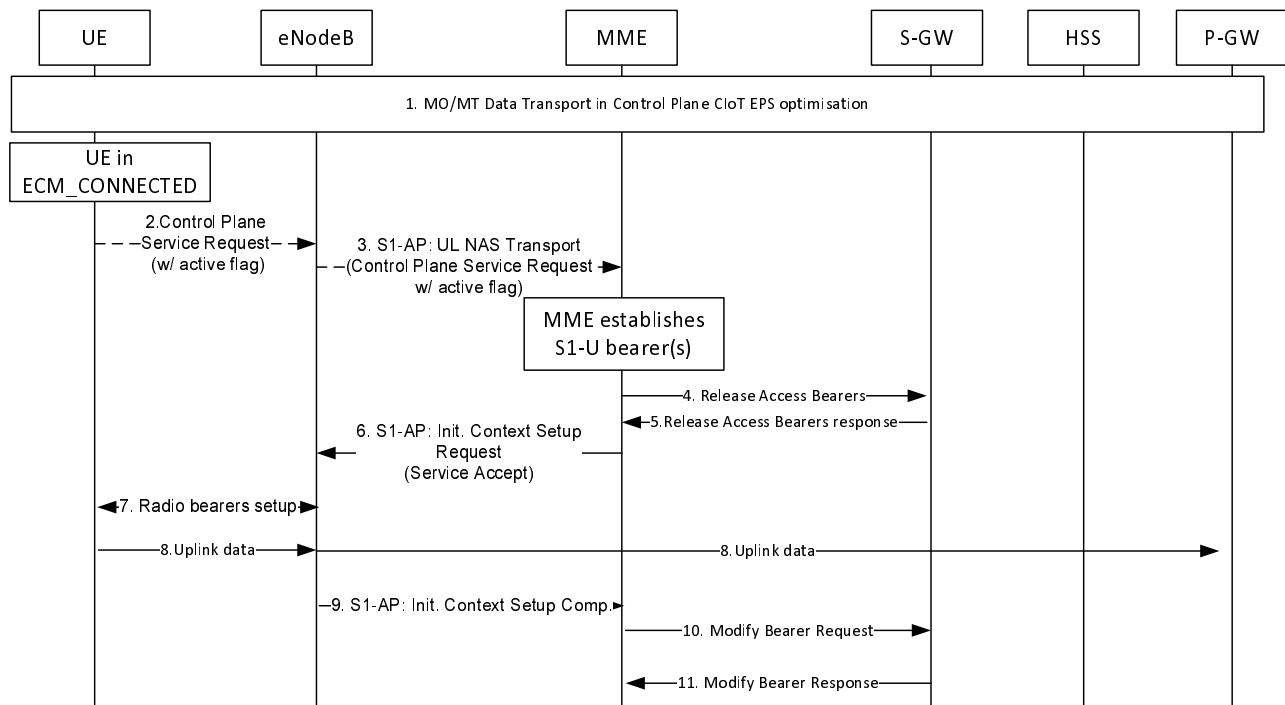 UE
eNodeB
MME
S-GW
HSS
P-GW
1. MO/MT Data Transport in Control Plane CIoT EPS optimisation
UE in
ECM_CONNECTED
2.Control Plane
Service Request
(w/ active flag)
3. S1-AP: UL NAS Transport
(Control Plane Service Request
w/ active flag)
MME establishes
S1-U bearer(s)
4. Release Access Bearers
5.Release Access Bearers response
6. S1-AP: Init. Context Setup
Request
(Service Accept)
7. Radio bearers setup
8.Uplink data
8.Uplink data
9. S1-AP: Init. Context Setup Comp.
10. Modify Bearer Request
11. Modify Bearer Response